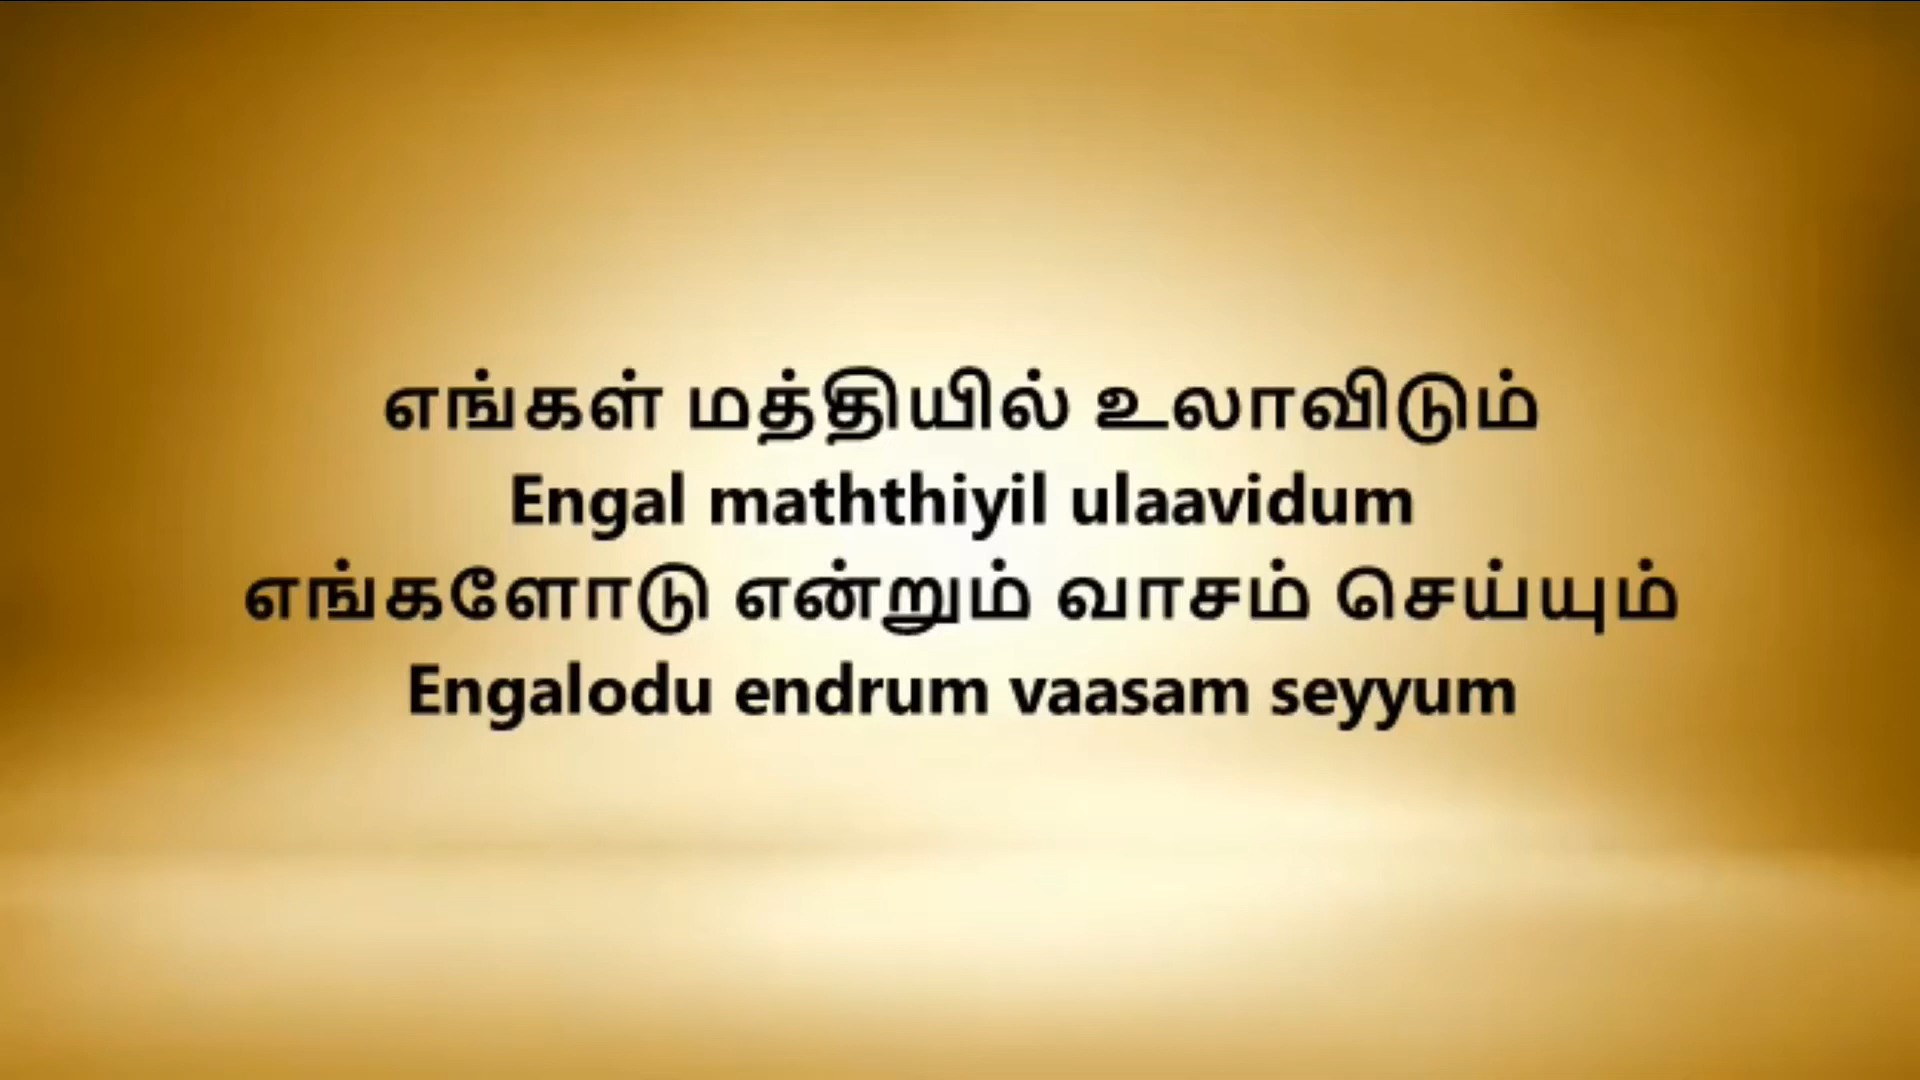 எங்கள் மத்தியில் உலாவிடும்
Engal maththiyil ulaavidum
எங்களோடு என்றும் வாசம் செய்யும்
Engalodu endrum vaasam seyyum